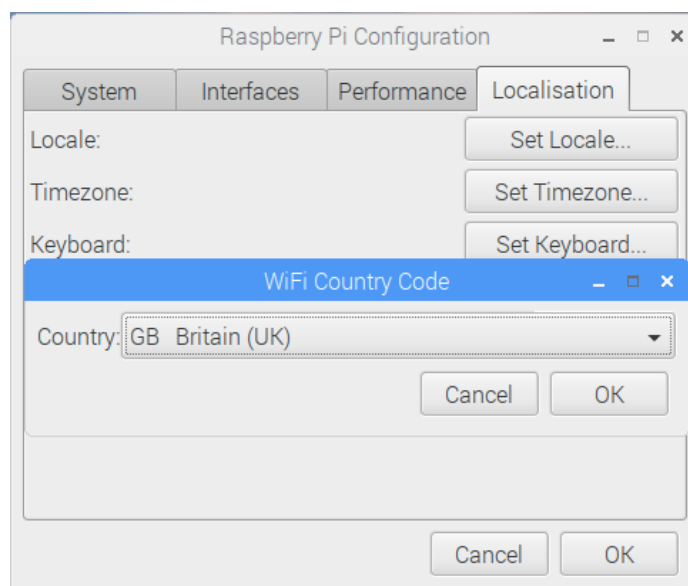 Raspberry Pi Configuration
System Interfaces Performance Localisation
Locale: Set Locale...
Timezone: Set Timezone...
Keyboard: Set Keyboard...
WiFi Country Code
Country: GB Britain (UK)
Cancel OK
Cancel OK